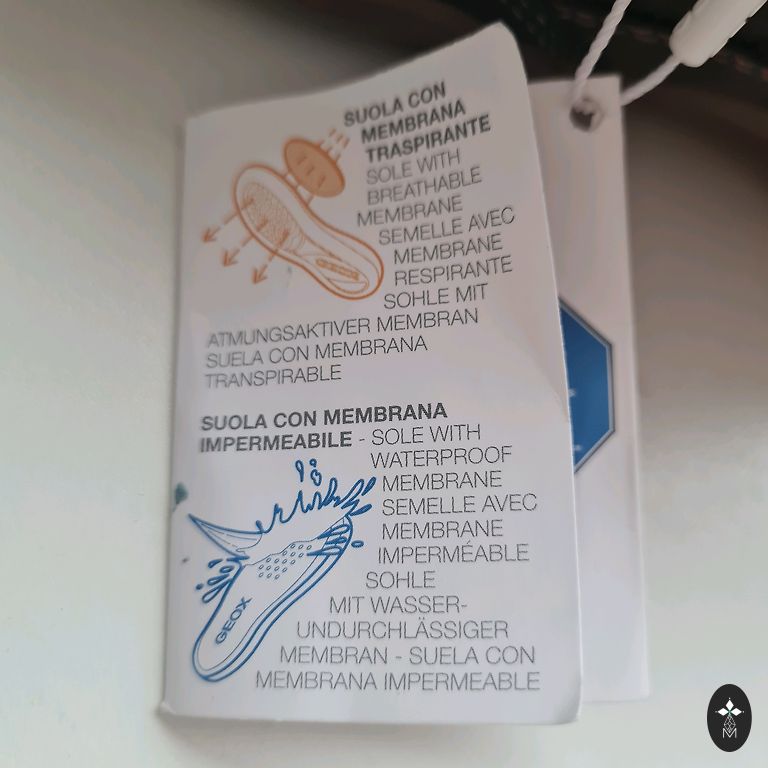 SUOLA CON
MEMBRANA
TRASPIRANTE
SOLE WITH
BREATHABLE
MEMBRANE
SEMELLE AVEC
MEMBRANE
RESPIRANTE
SOHLE MIT
ATMUNGSAKTIVER MEMBRAN
SUELA CON MEMBRANA
TRANSPIRABLE
SUOLA CON MEMBRANA
IMPERMEABILE - SOLE WITH
WATERPROOF
MEMBRANE
SEMELLE AVEC
MEMBRANE
IMPERMÉABLE
SOHLE
MIT WASSER-
UNDURCHLÄSSIGER
MEMBRAN - SUELA CON
MEMBRANA IMPERMEABLE
GEOX
M